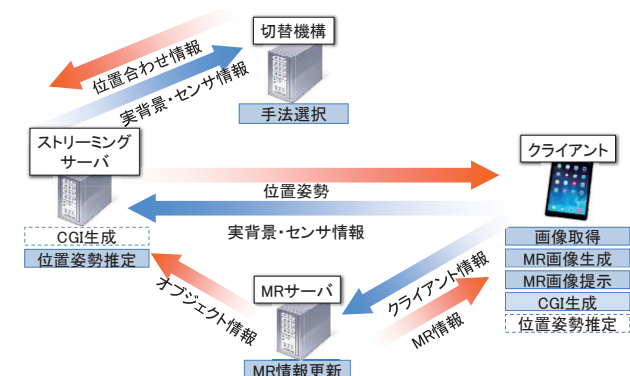 切替機構
位置合わせ情報
実背景・センサ情報
手法選択
ストリーミング
サーバ
クライアント
位置姿勢
CGI生成
位置姿勢推定
実背景・センサ情報
画像取得
MR画像生成
MR画像提示
CGI生成
位置姿勢推定
オブジェクト情報
MRサーバ
クライアント情報
MR情報
MR情報更新